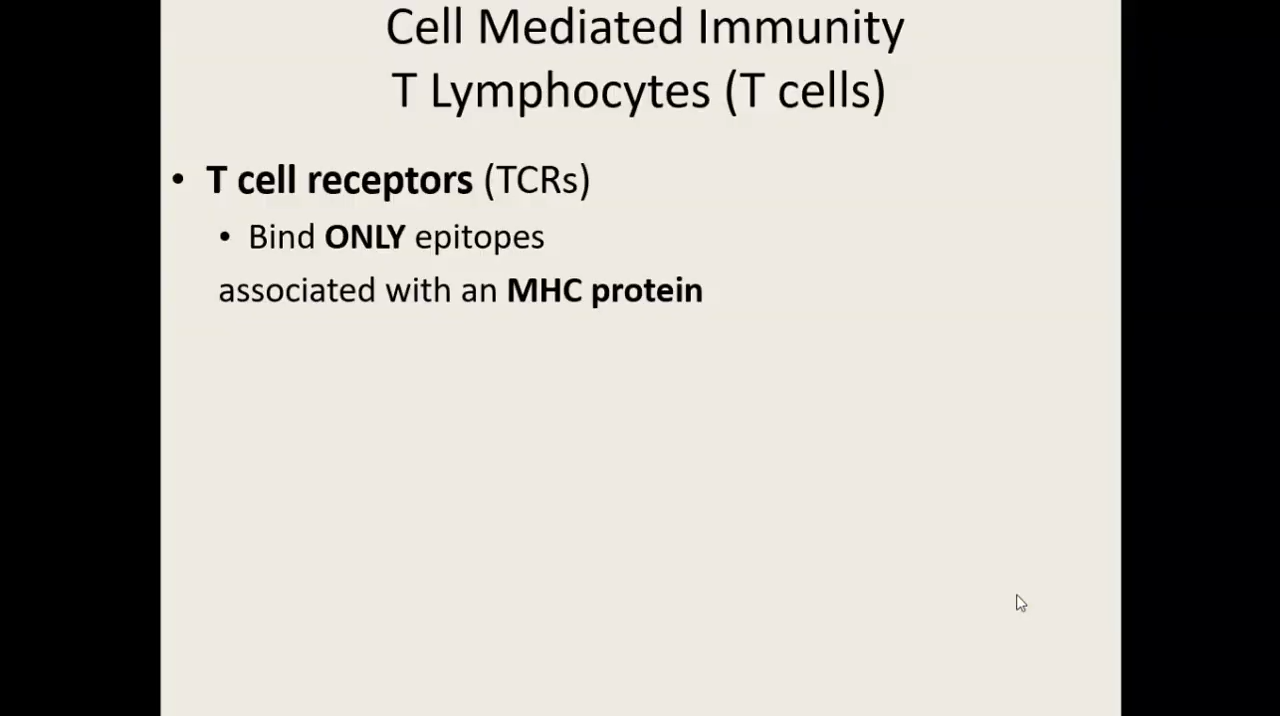 Cell Mediated Immunity
T Lymphocytes (T cells)
• T cell receptors (TCRs)
• Bind ONLY epitopes
associated with an MHC protein